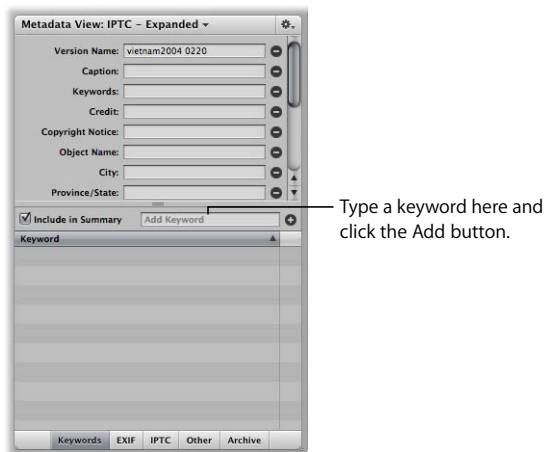 Metadata View: IPTC – Expanded
Version Name: vietnam2004 0220
Caption:
Keywords:
Credit:
Copyright Notice:
Object Name:
City:
Province/State:
Include in Summary Add Keyword
Type a keyword here and
click the Add button.
Keyword
Keywords EXIF IPTC Other Archive